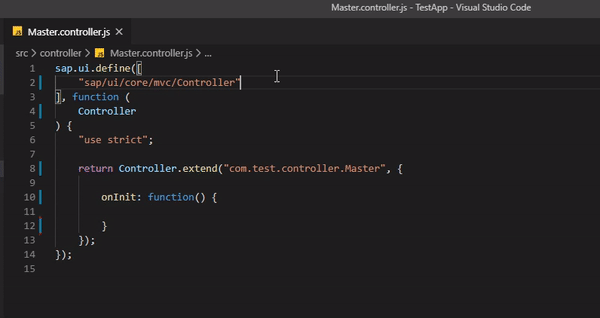 Master.controller.js - TestApp - Visual Studio Code
JS Master.controller.js ×
src > controller > JS Master.controller.js > ...
1 sap.ui.define([
2 "sap/ui/core/mvc/Controller"
3 ], function (
4 Controller
5 ) {
6 "use strict";
7
8 return Controller.extend("com.test.controller.Master", {
9
10 onInit: function() {
11
12 }
13 });
14 });
15